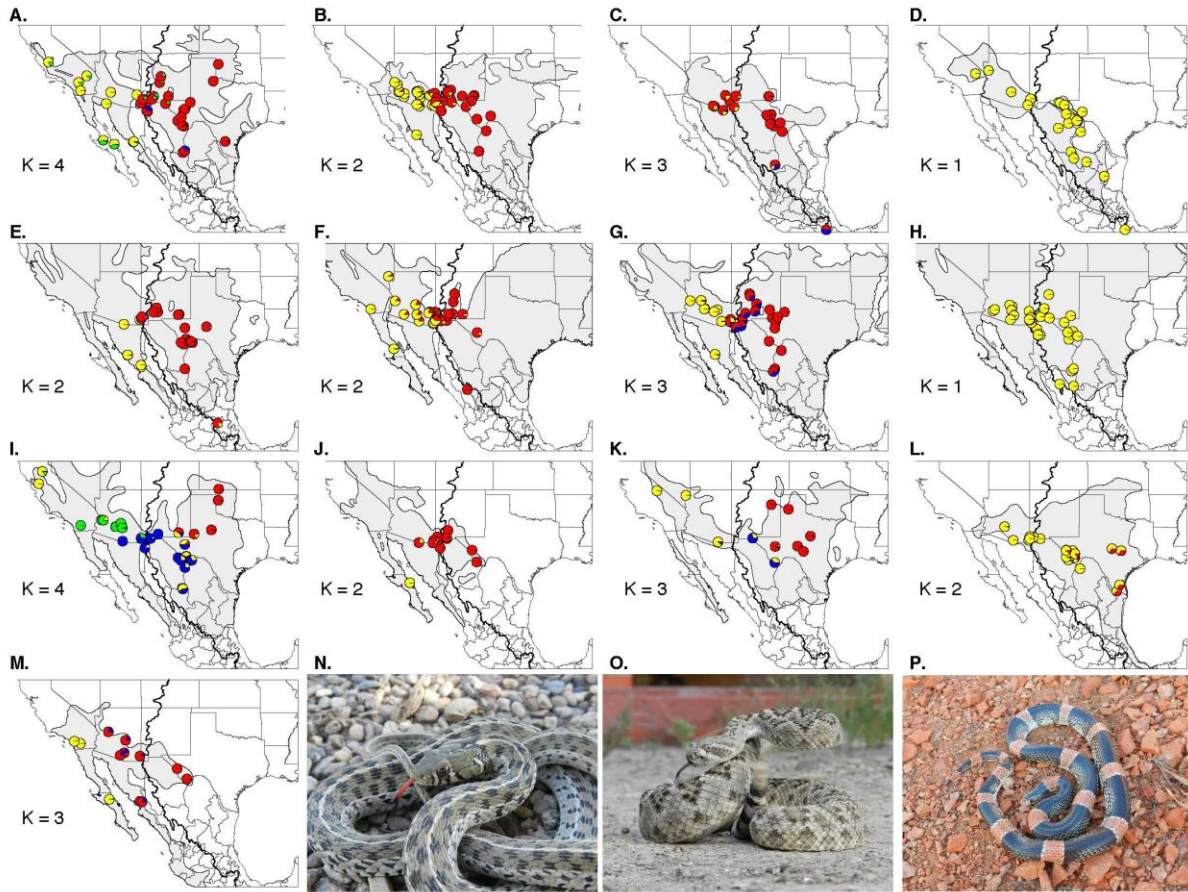 A.
B.
C.
D.
K = 4
K = 2
K = 3
K = 1
E.
F.
G.
H.
K = 2
K = 2
K = 3
K = 1
I.
J.
K.
L.
K = 4
K = 2
K = 3
K = 2
M.
N.
O.
P.
K = 3